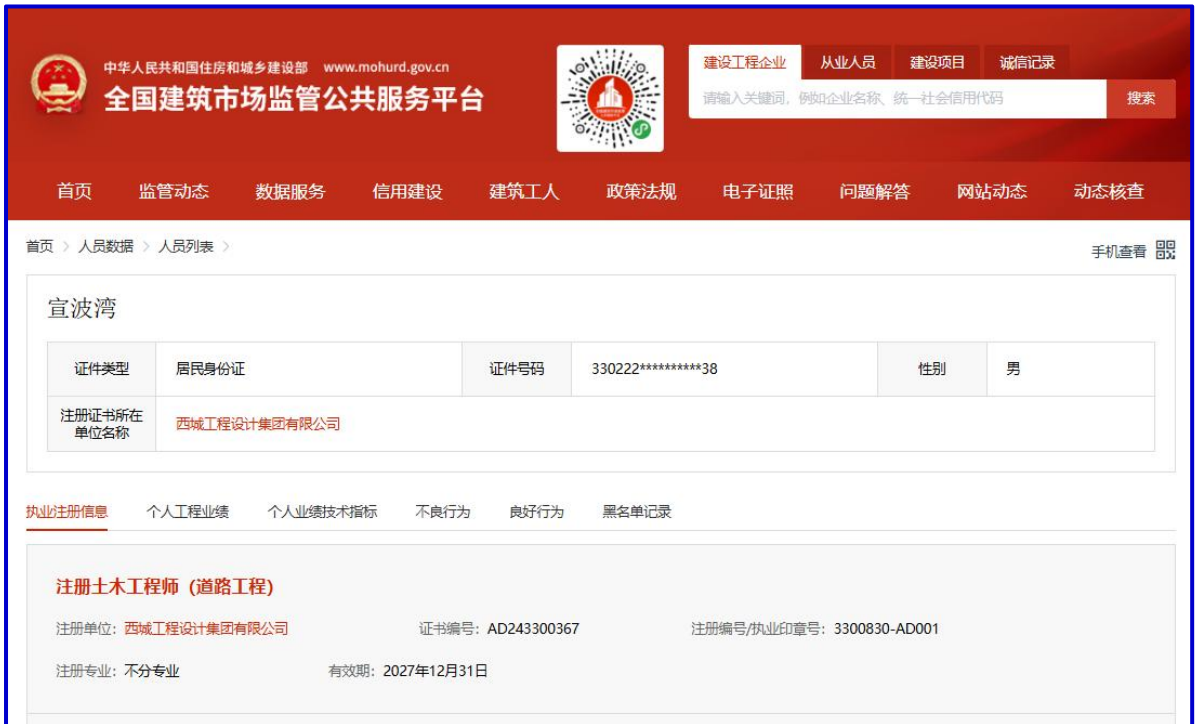 中华人民共和国住房和城乡建设部 www.mohurd.gov.cn
全国建筑市场监管公共服务平台
建设工程企业 从业人员 建设项目 诚信记录
请输入关键词，例如企业名称、统一社会信用代码 搜索
首页 监管动态 数据服务 信用建设 建筑工人 政策法规 电子证照 问题解答 网站动态 动态核查
首页 > 人员数据 > 人员列表 >
手机查看
宣波湾
证件类型 居民身份证 证件号码 330222**********38 性别 男
注册证书所在
单位名称 西城工程设计集团有限公司
执业注册信息 个人工程业绩 个人业绩技术指标 不良行为 良好行为 黑名单记录
注册土木工程师（道路工程）
注册单位：西城工程设计集团有限公司 证书编号：AD243300367 注册编号/执业印章号：3300830-AD001
注册专业：不分专业 有效期：2027年12月31日